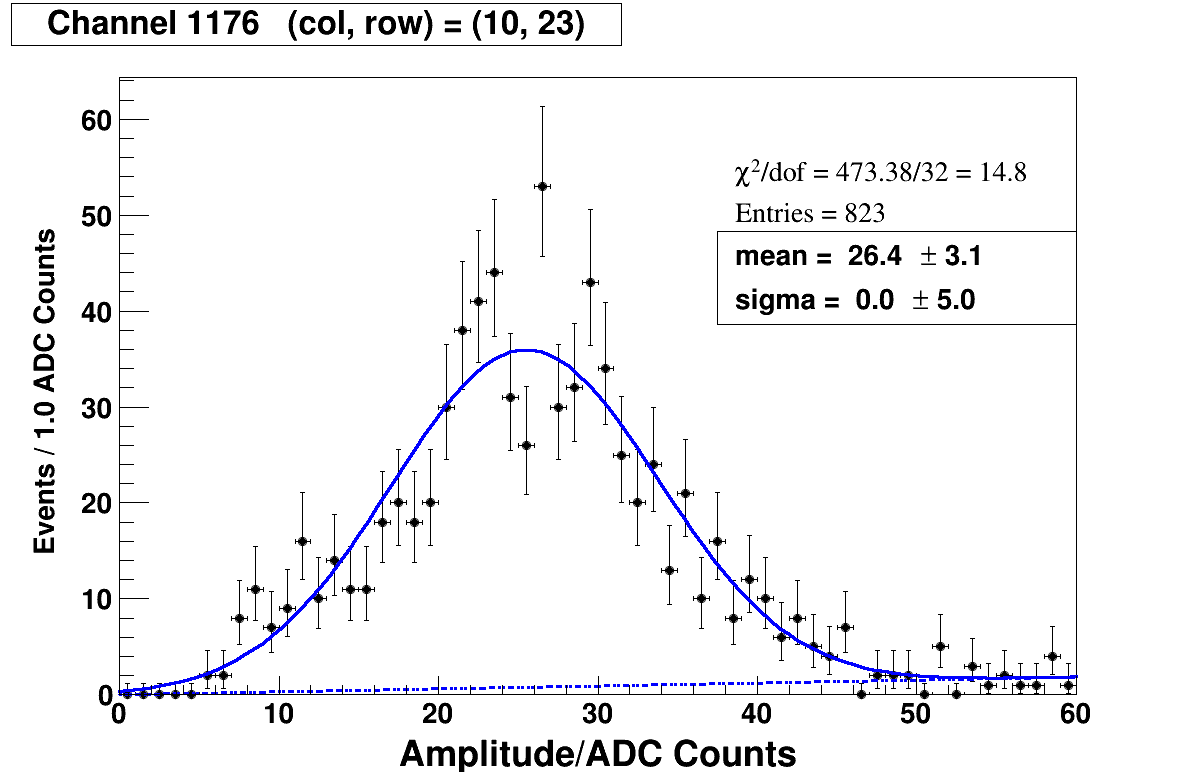 Channel 1176 (col, row) = (10, 23)
χ²/dof = 473.38/32 = 14.8
Entries = 823
mean = 26.4 ± 3.1
sigma = 0.0 ± 5.0
Events / 1.0 ADC Counts
60
50
40
30
20
10
0
0 10 20 30 40 50 60
Amplitude/ADC Counts